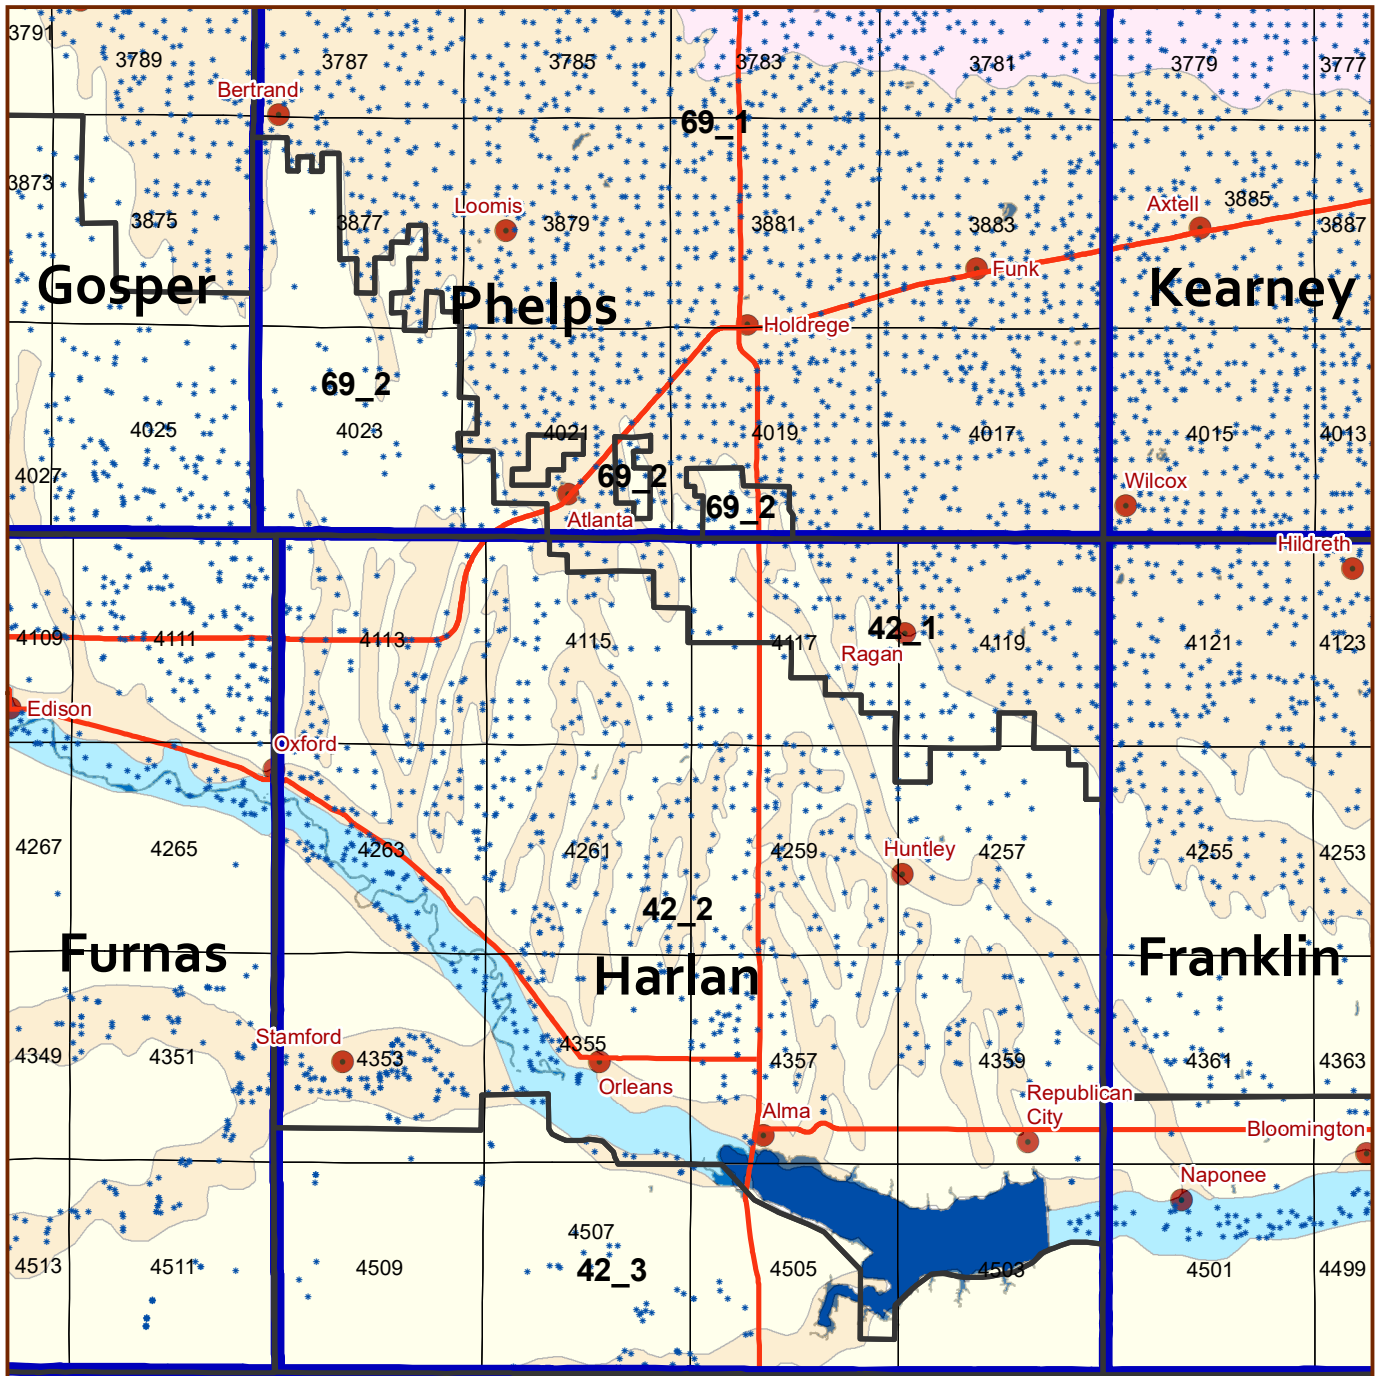 3791
3789
3787
3785
3783
3781
3779
3777
Bertrand
69_1
3873
3875
3877
Loomis
3879
3881
3883
Axtell
3885
3887
Funk
Gosper
Phelps
Kearney
Holdrege
69_2
4025
4023
4021
4019
4017
4015
4013
4027
69_2
69_2
Wilcox
Atlanta
Hildreth
4109
4111
4113
4115
4117
42_1
4119
4121
4123
Ragan
Edison
Oxford
4267
4265
4263
4261
4259
Huntley
4257
4255
4253
42_2
Furnas
Harlan
Franklin
Stamford
4349
4351
4353
4355
4357
4359
4361
4363
Orleans
Alma
Republican
City
Bloomington
Naponee
4513
4511
4509
4507
42_3
4505
4503
4501
4499